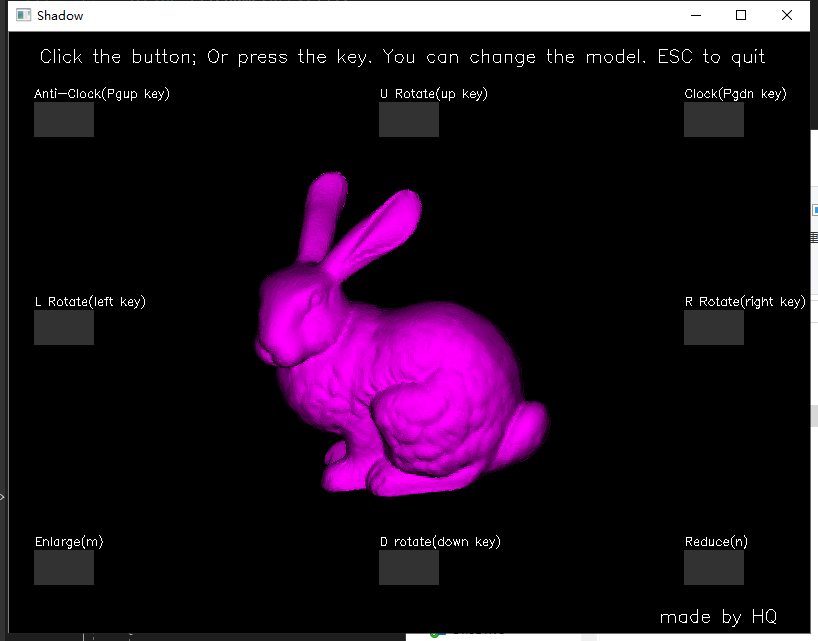 Shadow
Click the button; Or press the key. You can change the model. ESC to quit
Anti-Clock(Pgup key)
U Rotate(up key)
Clock(Pgdn key)
L Rotate(left key)
R Rotate(right key)
Enlarge(m)
D rotate(down key)
Reduce(n)
made by HQ